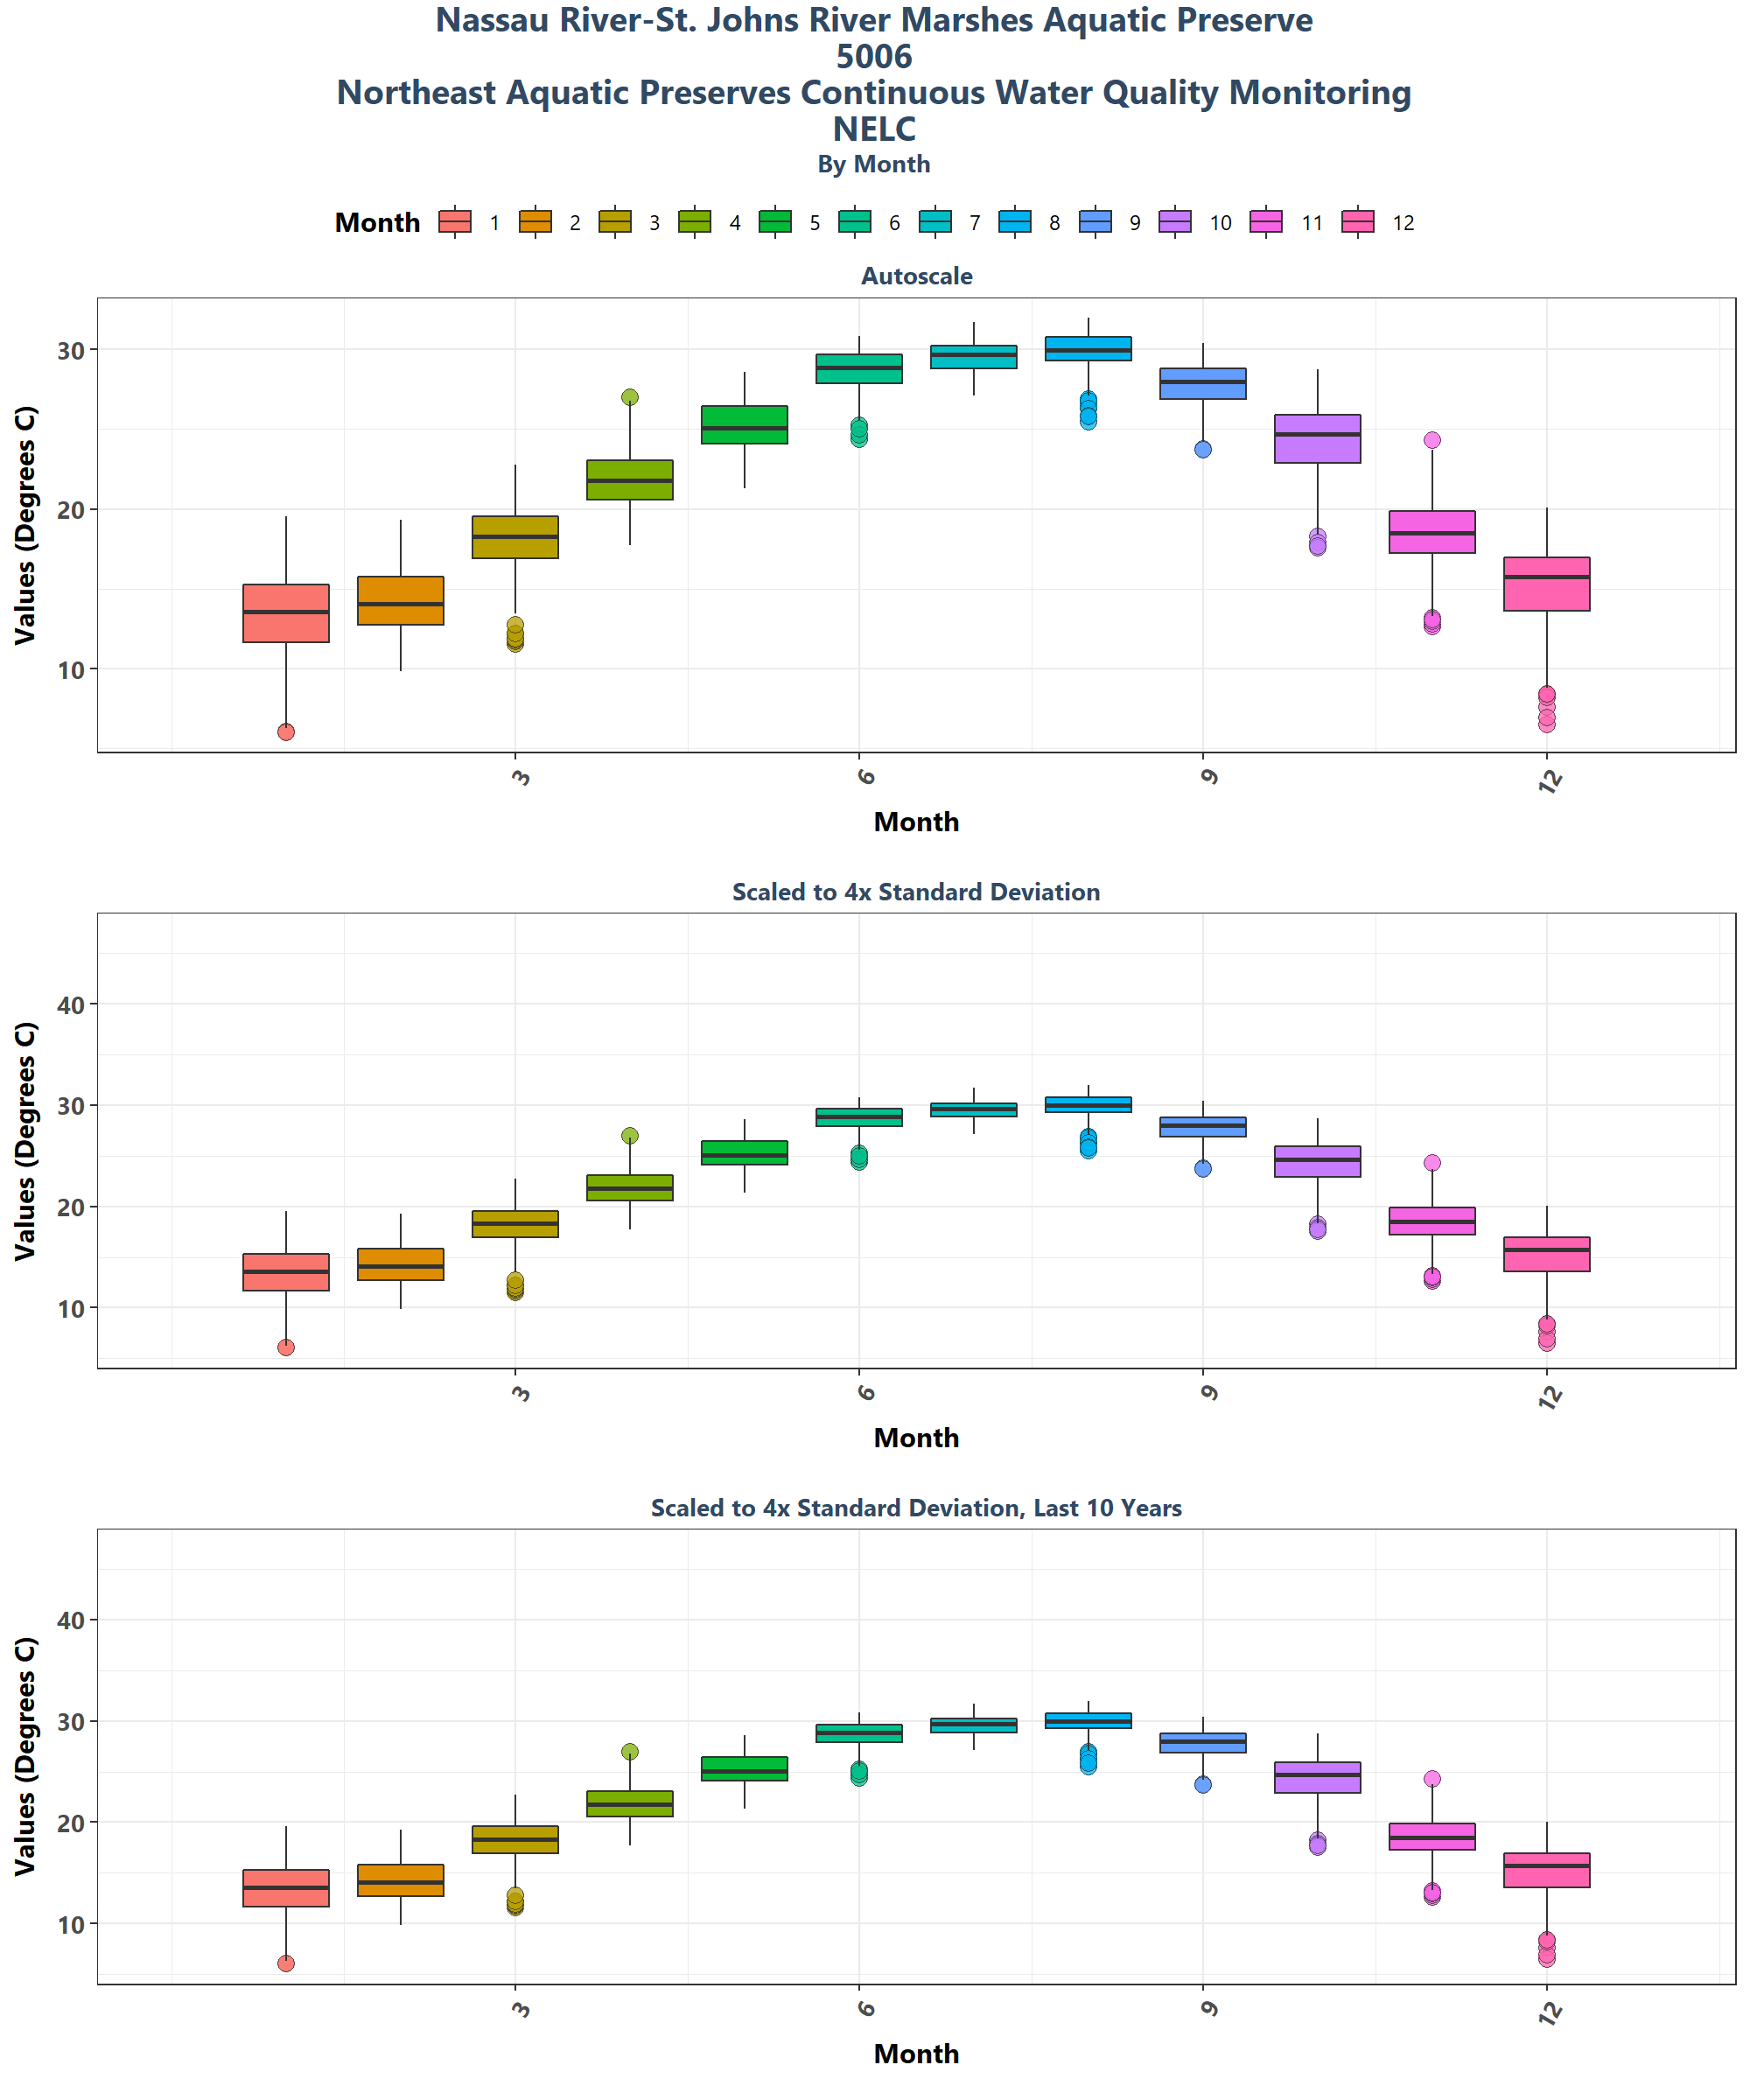 Nassau River-St. Johns River Marshes Aquatic Preserve
5006
Northeast Aquatic Preserves Continuous Water Quality Monitoring
NELC
By Month
Month 1 2 3 4 5 6 7 8 9 10 11 12
Autoscale
Values (Degrees C)
30
20
10
3 6 9 12
Month
Scaled to 4x Standard Deviation
Values (Degrees C)
40
30
20
10
3 6 9 12
Month
Scaled to 4x Standard Deviation, Last 10 Years
Values (Degrees C)
40
30
20
10
3 6 9 12
Month